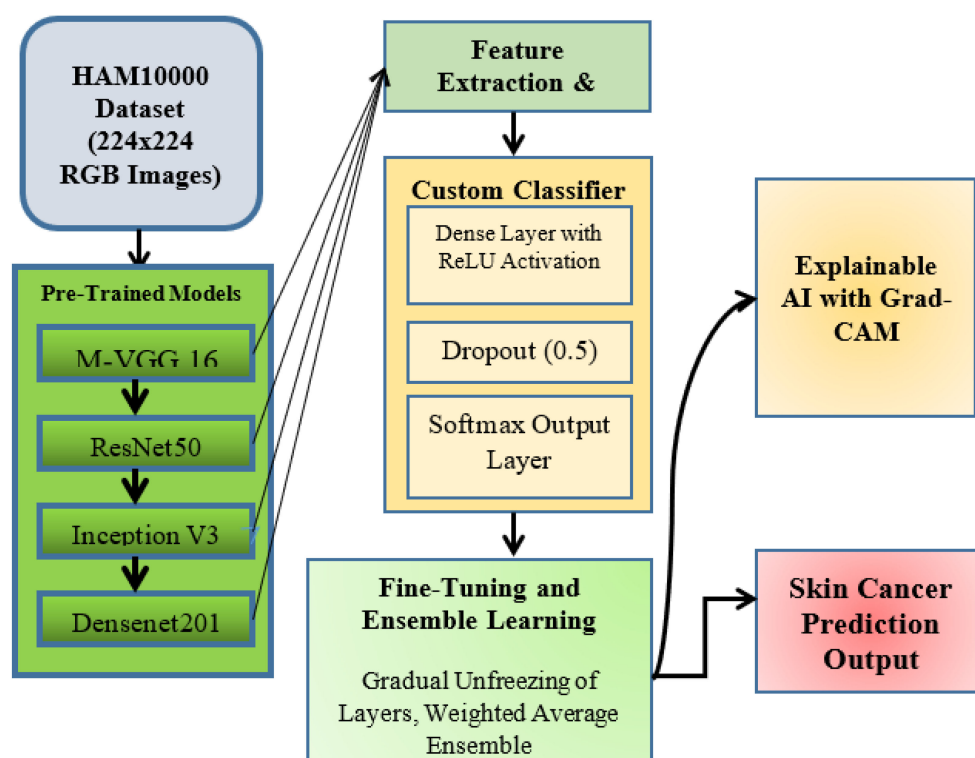 HAM10000
Dataset
(224x224
RGB Images)
Pre-Trained Models
M-VGG 16
ResNet50
Inception V3
Densenet201
Feature
Extraction &
Custom Classifier
Dense Layer with
ReLU Activation
Dropout (0.5)
Softmax Output
Layer
Fine-Tuning and
Ensemble Learning
Gradual Unfreezing of
Layers, Weighted Average
Ensemble
Explainable
AI with Grad-
CAM
Skin Cancer
Prediction
Output